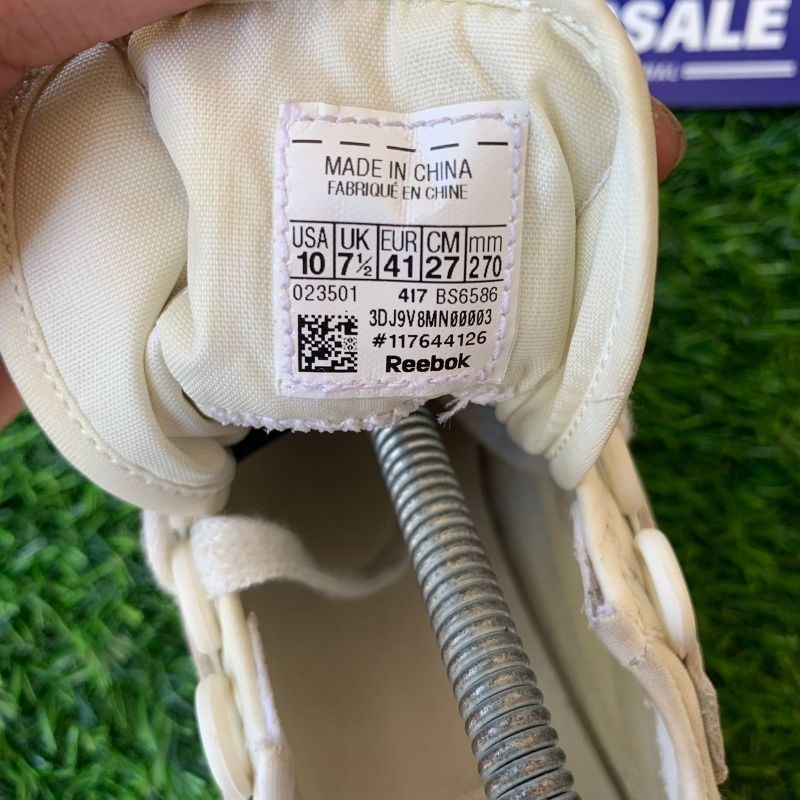 SALE
MADE IN CHINA
FABRIQUÉ EN CHINE
USA UK EUR CM mm
10 7½ 41 27 270
023501 417 BS6586
3DJ9V8MN00003
#117644126
Reebok